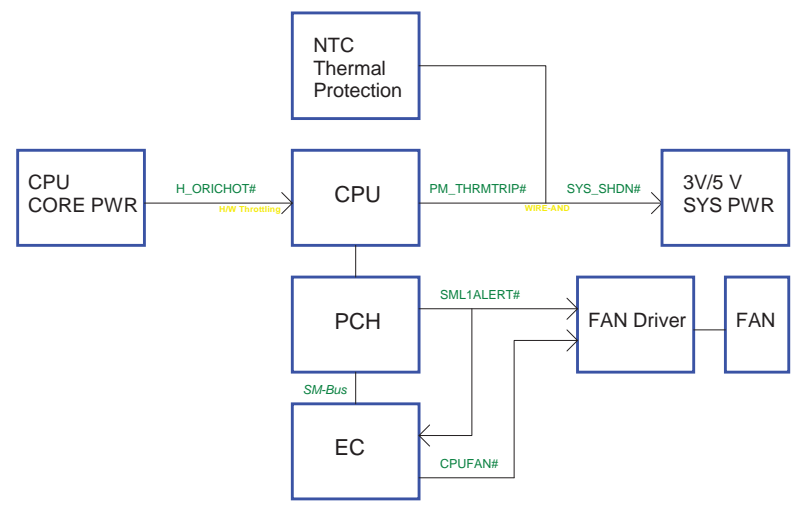 NTC
Thermal
Protection
CPU
CORE PWR
H_ORICHOT#
H/W Throttling
CPU
PM_THRMTRIP#
WIRE-AND
SYS_SHDN#
3V/5 V
SYS PWR
PCH
SML1ALERT#
FAN Driver
FAN
SM-Bus
EC
CPUFAN#